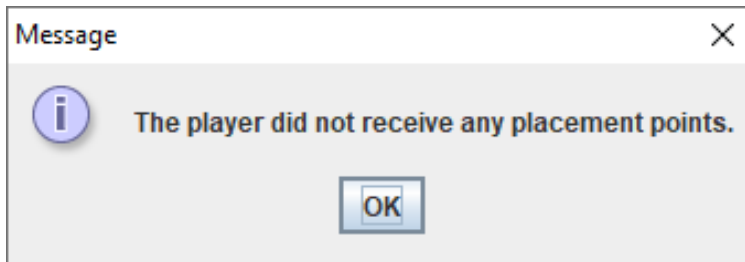 Message
The player did not receive any placement points.
OK